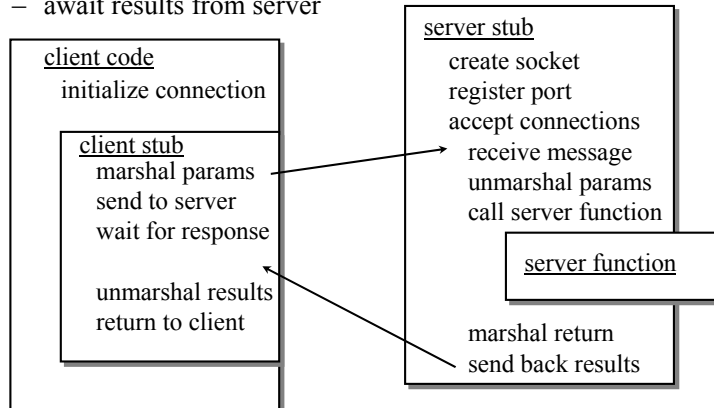 – await results from server
client code
initialize connection
client stub
marshal params
send to server
wait for response
unmarshal results
return to client
server stub
create socket
register port
accept connections
receive message
unmarshal params
call server function
server function
marshal return
send back results